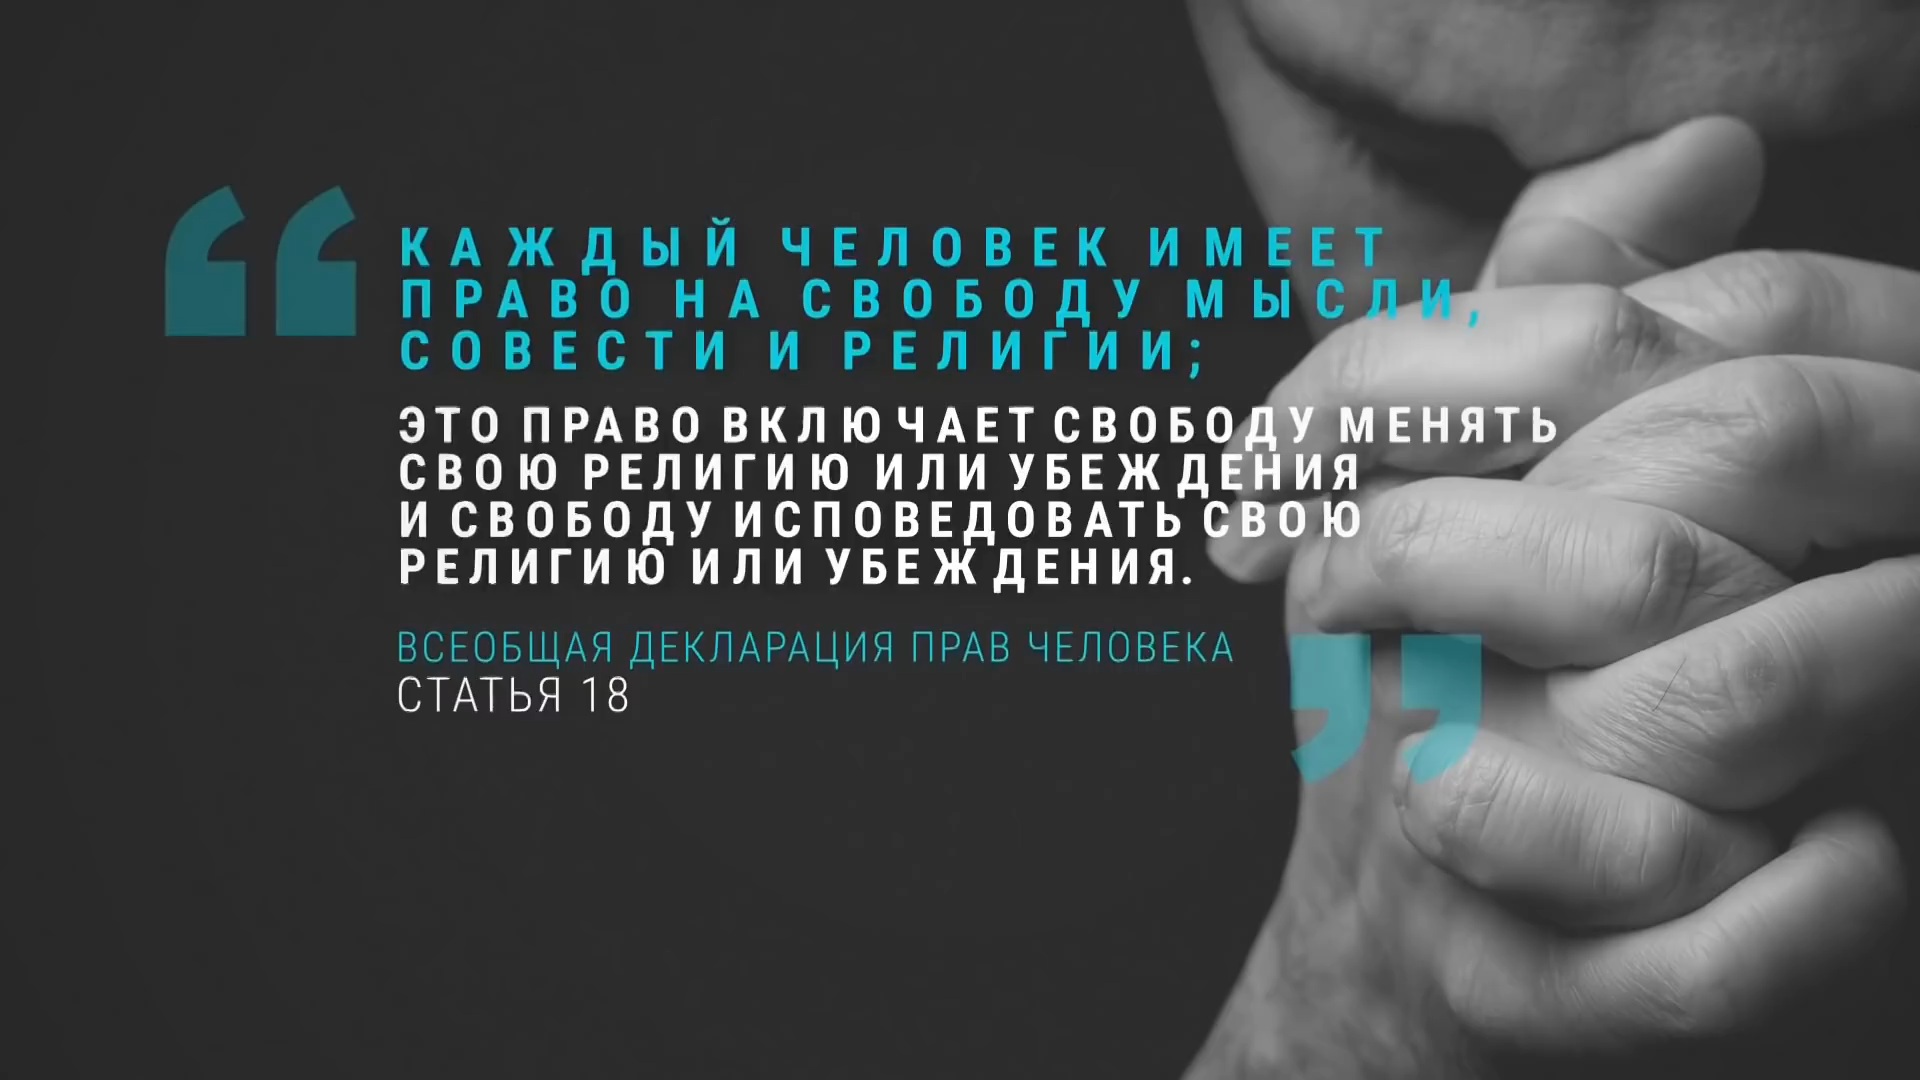 КАЖДЫЙ ЧЕЛОВЕК ИМЕЕТ
ПРАВО НА СВОБОДУ МЫСЛИ,
СОВЕСТИ И РЕЛИГИИ;
ЭТО ПРАВО ВКЛЮЧАЕТ СВОБОДУ МЕНЯТЬ
СВОЮ РЕЛИГИЮ ИЛИ УБЕЖДЕНИЯ
И СВОБОДУ ИСПОВЕДОВАТЬ СВОЮ
РЕЛИГИЮ ИЛИ УБЕЖДЕНИЯ.
ВСЕОБЩАЯ ДЕКЛАРАЦИЯ ПРАВ ЧЕЛОВЕКА
СТАТЬЯ 18